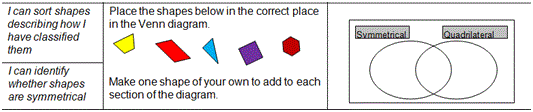 I can sort shapes
describing how I
have classified
them
I can identify
whether shapes
are symmetrical
Place the shapes below in the correct place
in the Venn diagram.
Make one shape of your own to add to each
section of the diagram.
Symmetrical
Quadrilateral